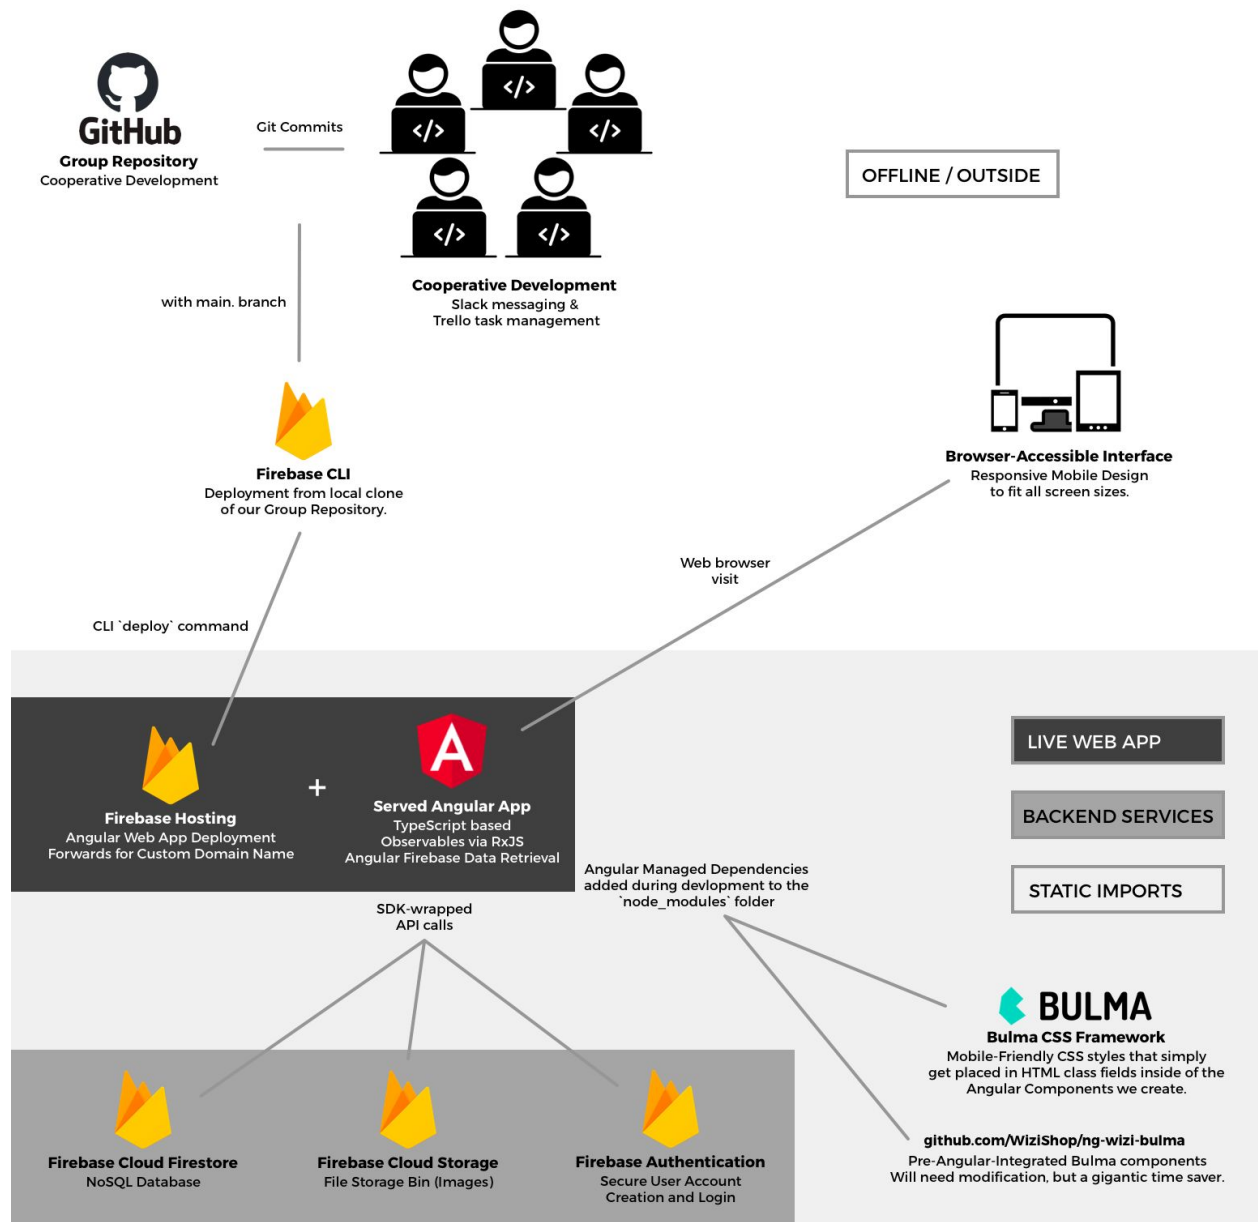 GitHub
Group Repository
Cooperative Development
Git Commits
</>
</>
</>
</>
</>
Cooperative Development
Slack messaging &
Trello task management
OFFLINE / OUTSIDE
with main. branch
Firebase CLI
Deployment from local clone
of our Group Repository.
Browser-Accessible Interface
Responsive Mobile Design
to fit all screen sizes.
Web browser
visit
CLI `deploy` command
Firebase Hosting
Angular Web App Deployment
Forwards for Custom Domain Name
+
A
Served Angular App
TypeScript based
Observables via RxJS
Angular Firebase Data Retrieval
LIVE WEB APP
BACKEND SERVICES
STATIC IMPORTS
Angular Managed Dependencies
added during devlopment to the
`node_modules` folder
SDK-wrapped
API calls
BULMA
Bulma CSS Framework
Mobile-Friendly CSS styles that simply
get placed in HTML class fields inside of the
Angular Components we create.
github.com/WiziShop/ng-wizi-bulma
Pre-Angular-Integrated Bulma components
Will need modification, but a gigantic time saver.
Firebase Cloud Firestore
NoSQL Database
Firebase Cloud Storage
File Storage Bin (Images)
Firebase Authentication
Secure User Account
Creation and Login